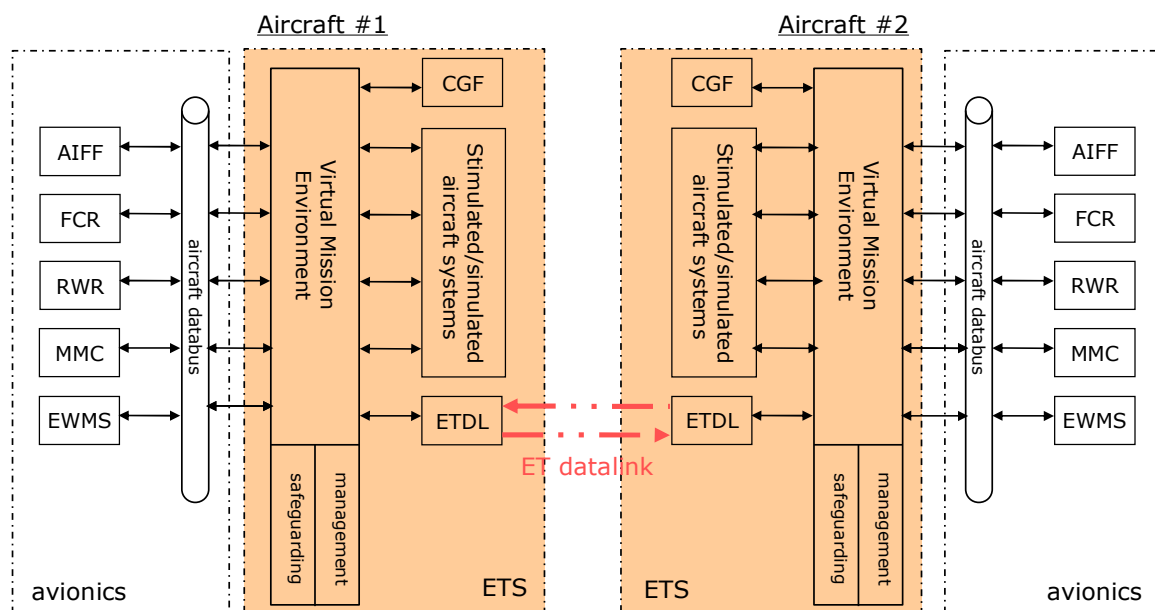 Aircraft #1
Aircraft #2
AIFF
FCR
RWR
MMC
EWMS
aircraft databus
avionics
Virtual Mission
Environment
safeguarding
management
CGF
Stimulated/simulated
aircraft systems
ETDL
ETS
ET datalink
CGF
Stimulated/simulated
aircraft systems
ETDL
ETS
Virtual Mission
Environment
safeguarding
management
aircraft databus
AIFF
FCR
RWR
MMC
EWMS
avionics